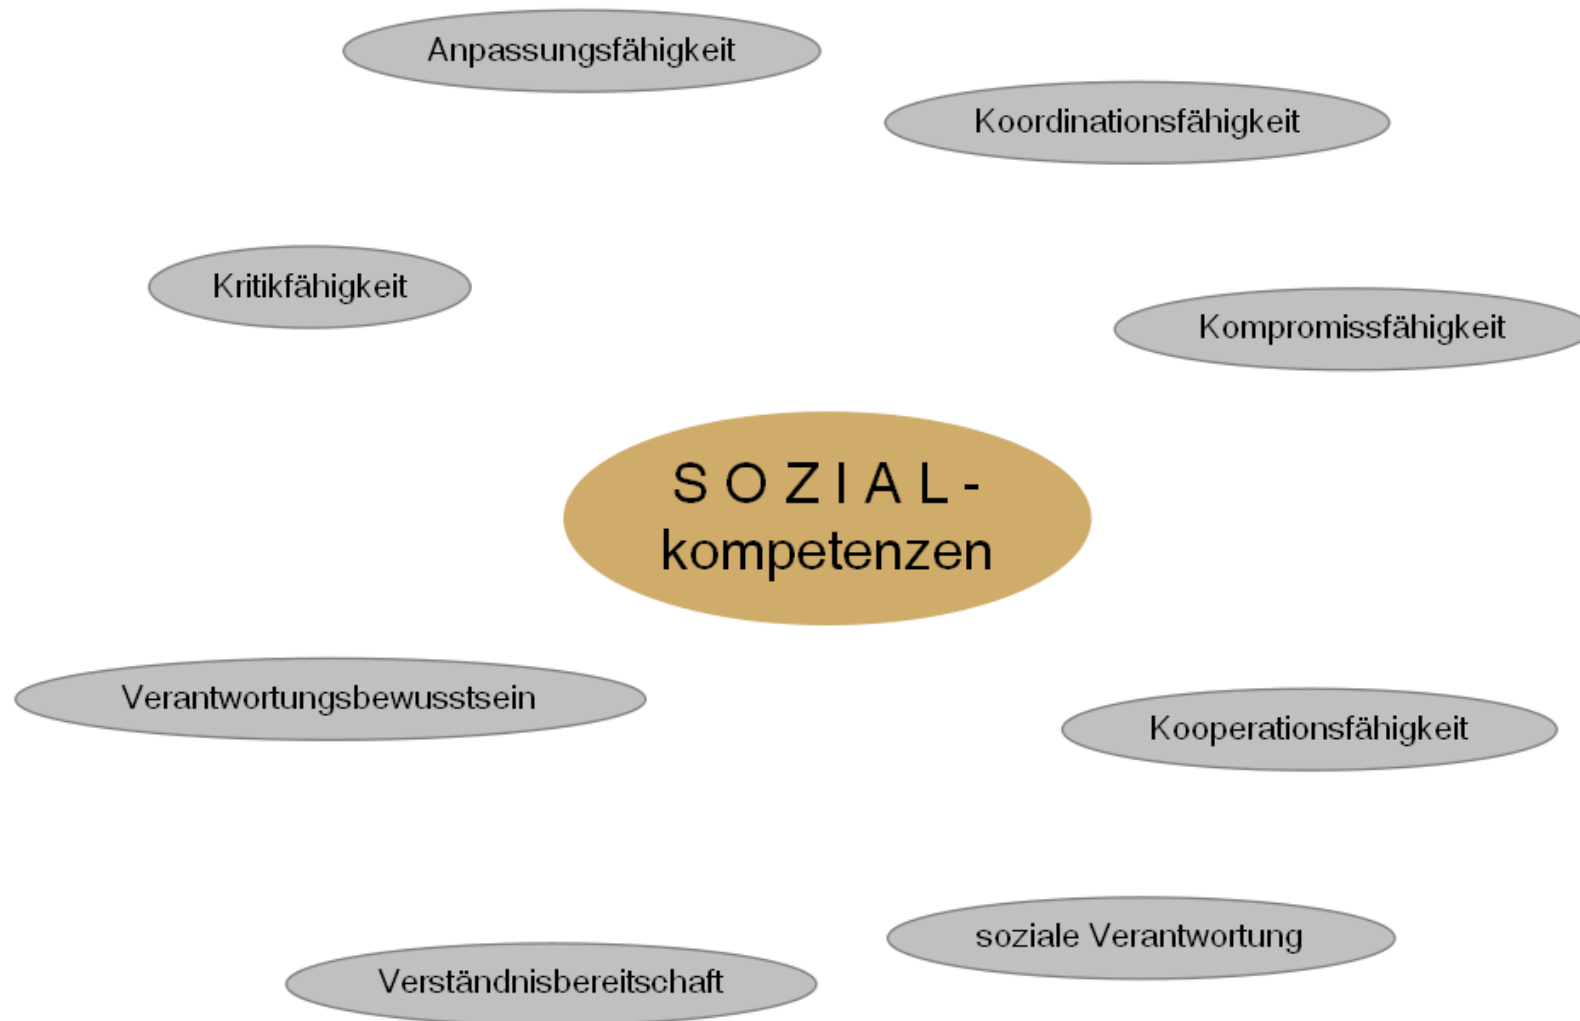 Anpassungsfähigkeit
Koordinationsfähigkeit
Kritikfähigkeit
Kompromissfähigkeit
S O Z I A L -
kompetenzen
Verantwortungsbewusstsein
Kooperationsfähigkeit
soziale Verantwortung
Verständnisbereitschaft